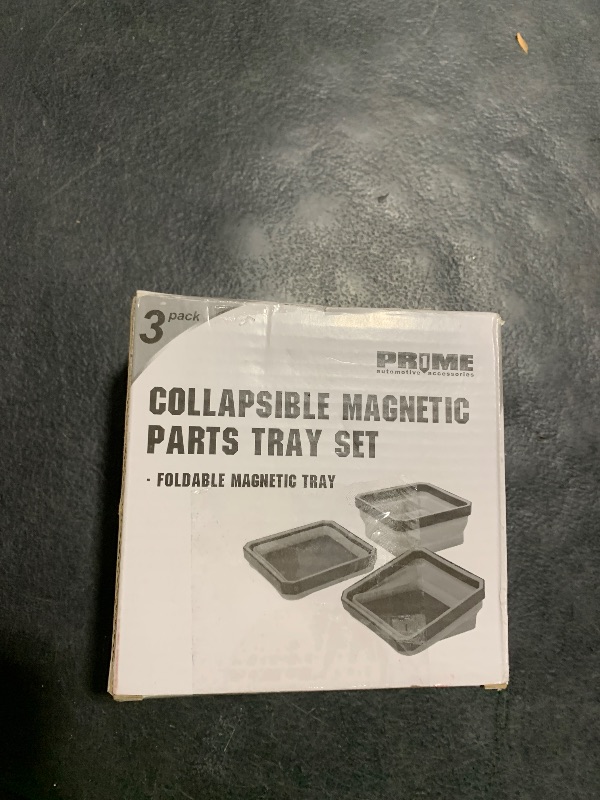 3 pack
PRIME
automotive accessories
COLLAPSIBLE MAGNETIC
PARTS TRAY SET
- FOLDABLE MAGNETIC TRAY